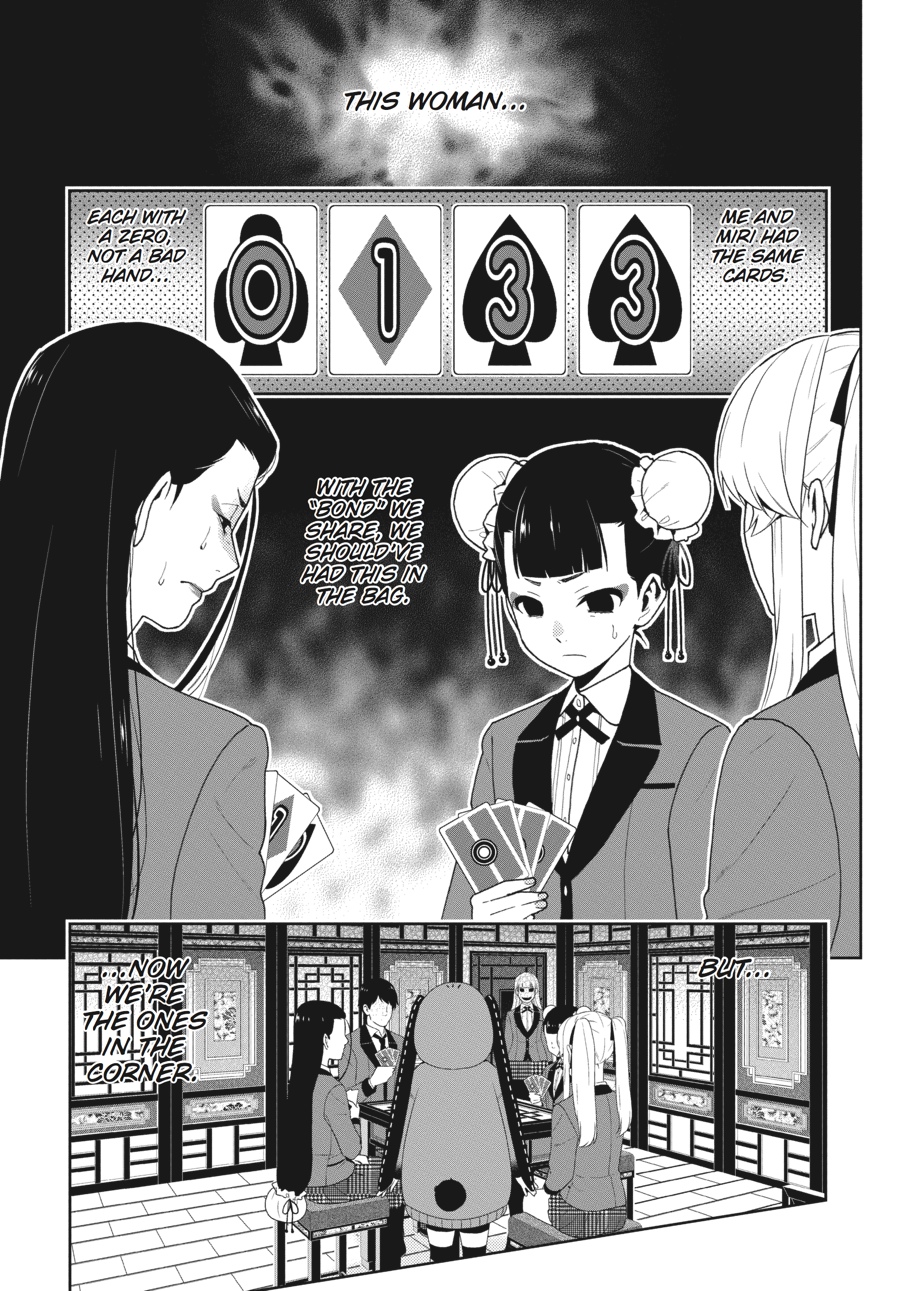 THIS WOMAN...
ME AND
MIRI HAD
THE SAME
CARDS.
EACH WITH
A ZERO,
NOT A BAD
HAND...
0 1 3 3
WITH THE
"BOND" WE
SHARE, WE
SHOULD'VE
HAD THIS IN
THE BAG.
1
BUT...
...NOW
WE'RE
THE ONES
IN THE
CORNER.